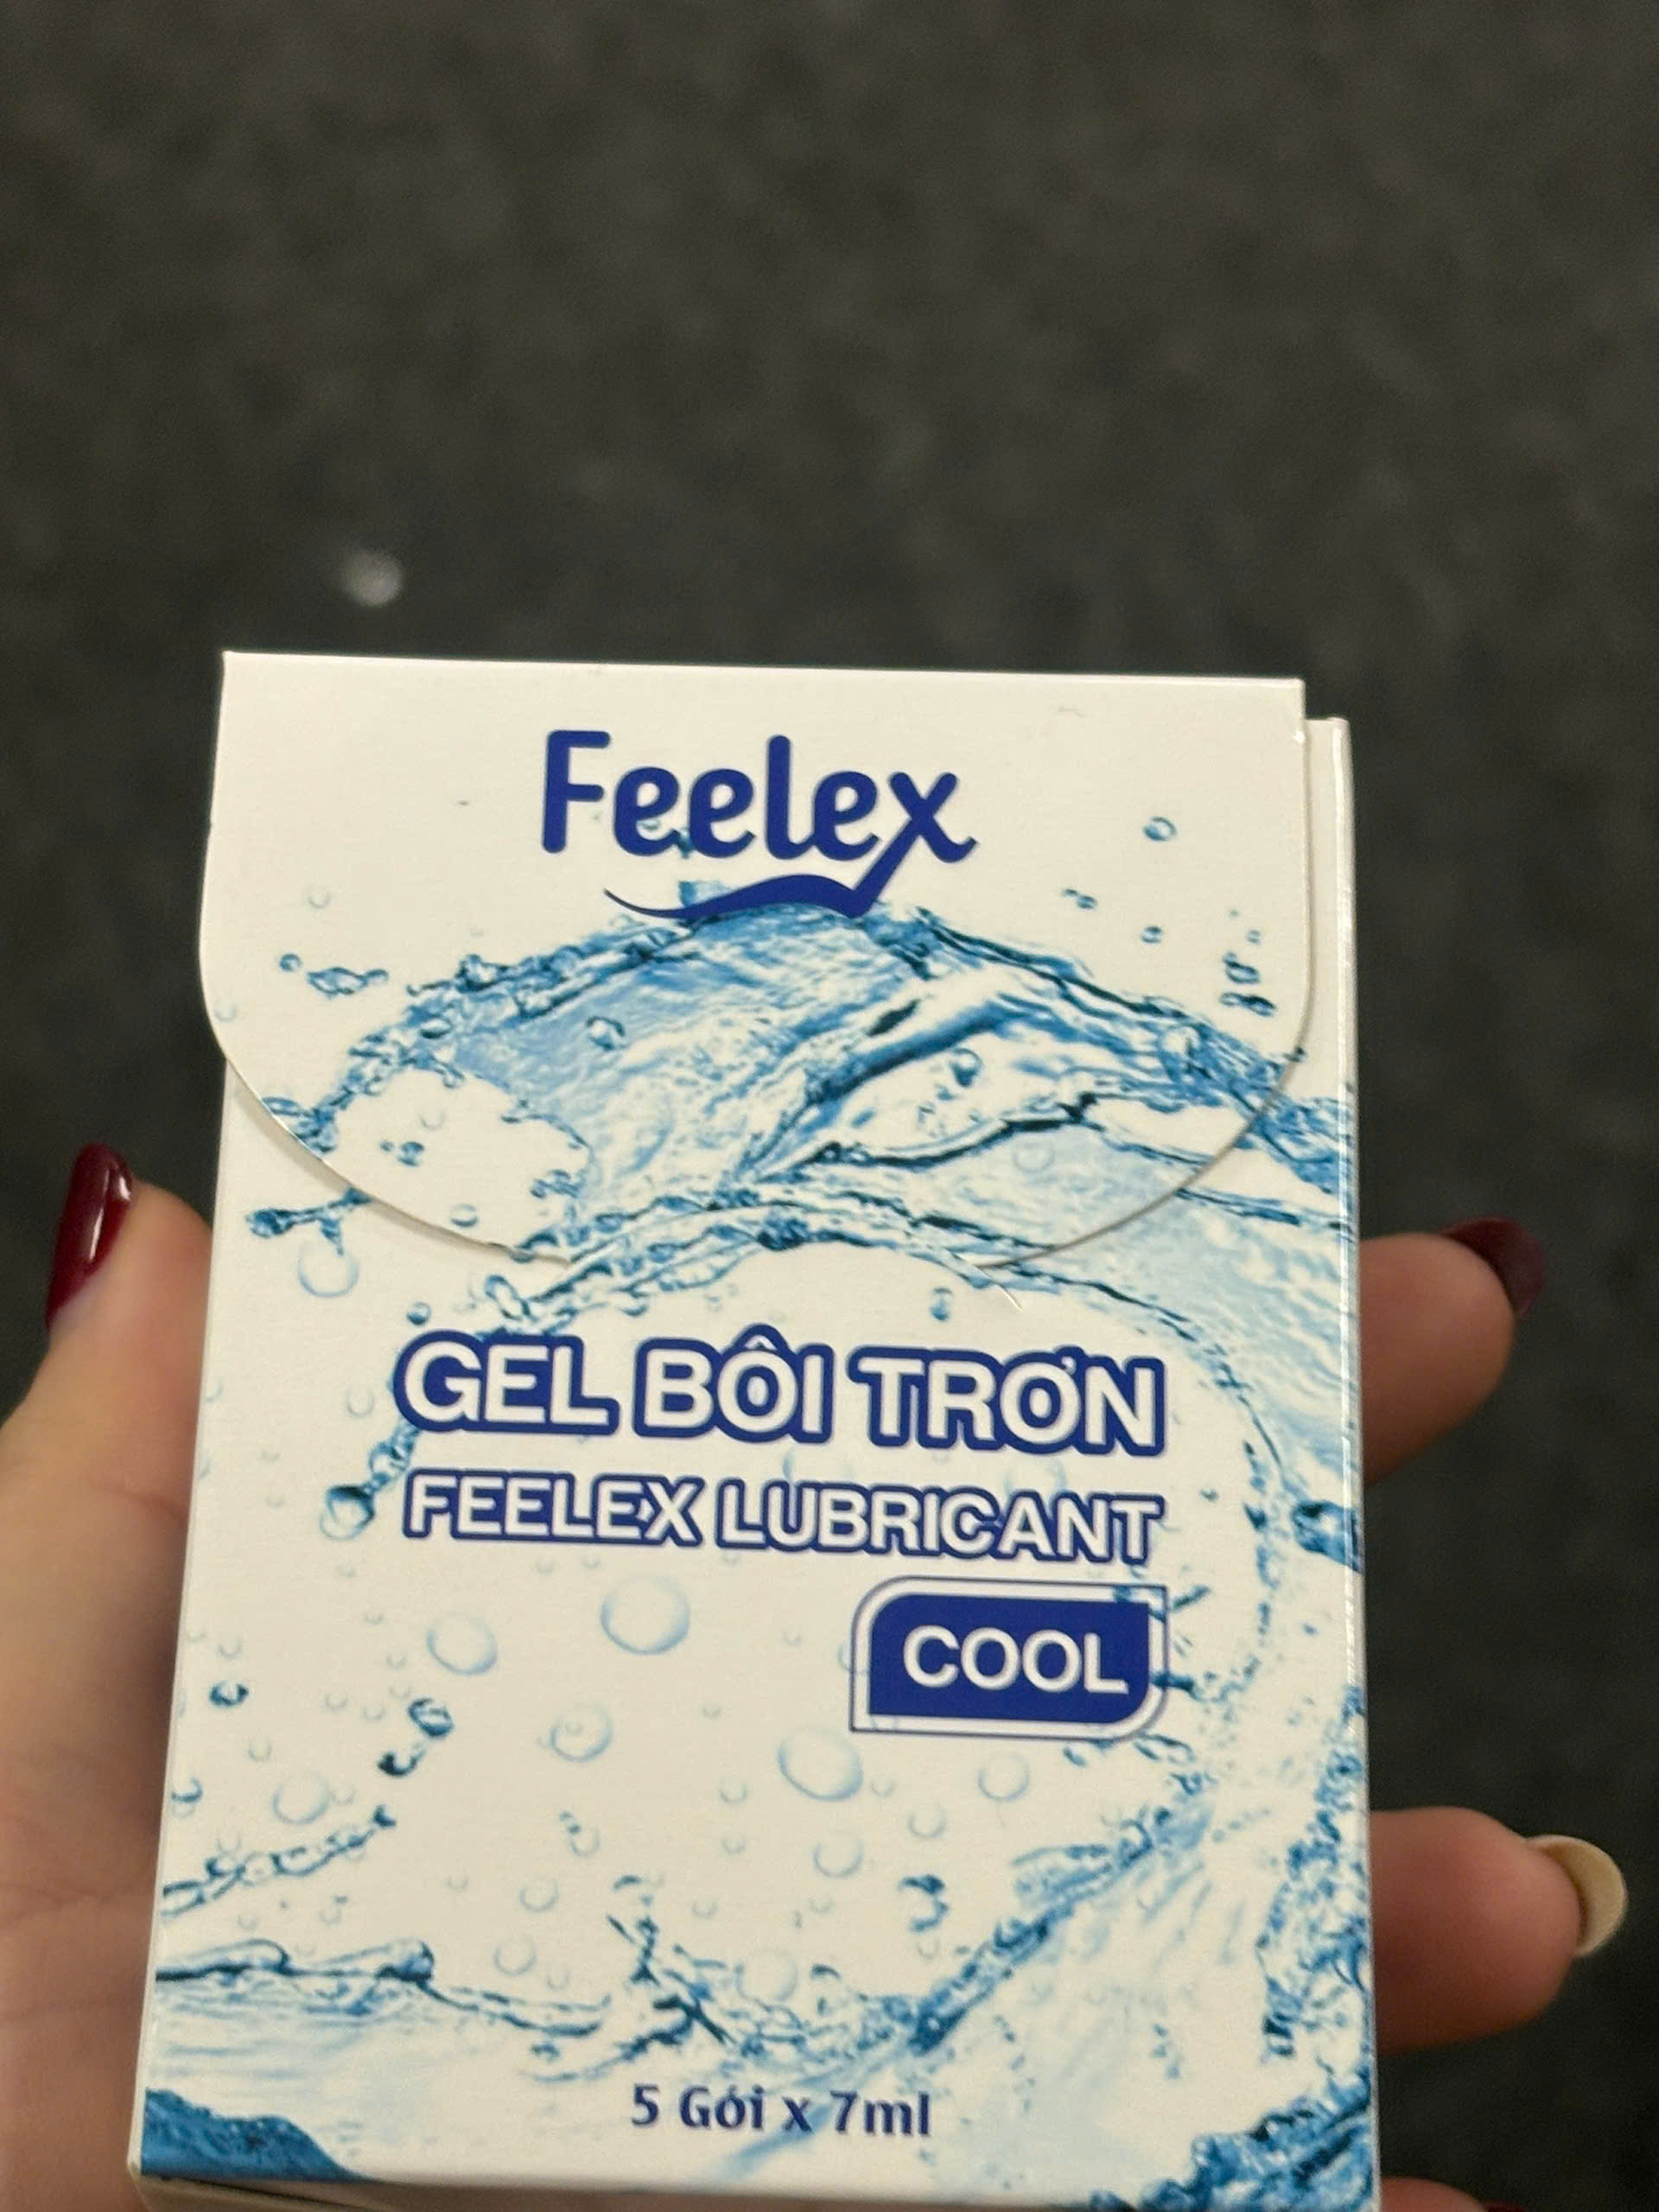 Feelex
GEL BÔI TRƠN
FEELEX LUBRICANT
COOL
5 Gói x 7ml